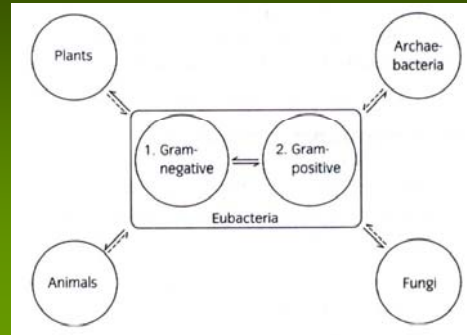 Plants
Archae-
bacteria
1. Gram-
negative
2. Gram-
positive
Eubacteria
Animals
Fungi